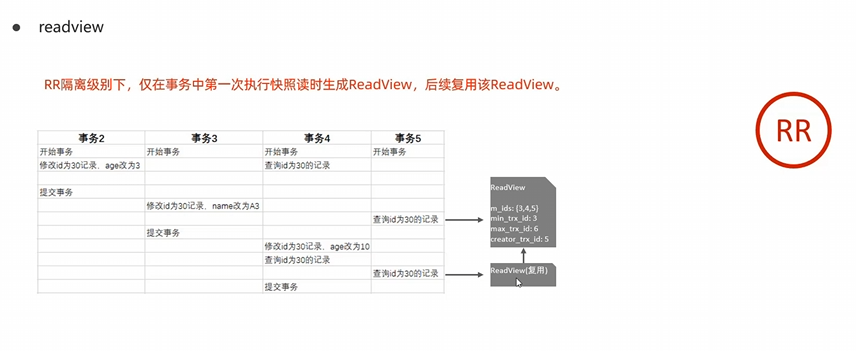 readview
RR隔离级别下，仅在事务中第一次执行快照读时生成ReadView，后续复用该ReadView。
RR
事务2 事务3 事务4 事务5
开始事务 开始事务 开始事务 开始事务
修改id为30记录、age改为3 查询id为30的记录
提交事务
修改id为30记录、name改为A3
查询id为30的记录
提交事务
修改id为30记录、age改为10
查询id为30的记录
查询id为30的记录
提交事务
ReadView
m_ids: {3,4,5}
min_trx_id: 3
max_trx_id: 6
creator_trx_id: 5
ReadView(复用)